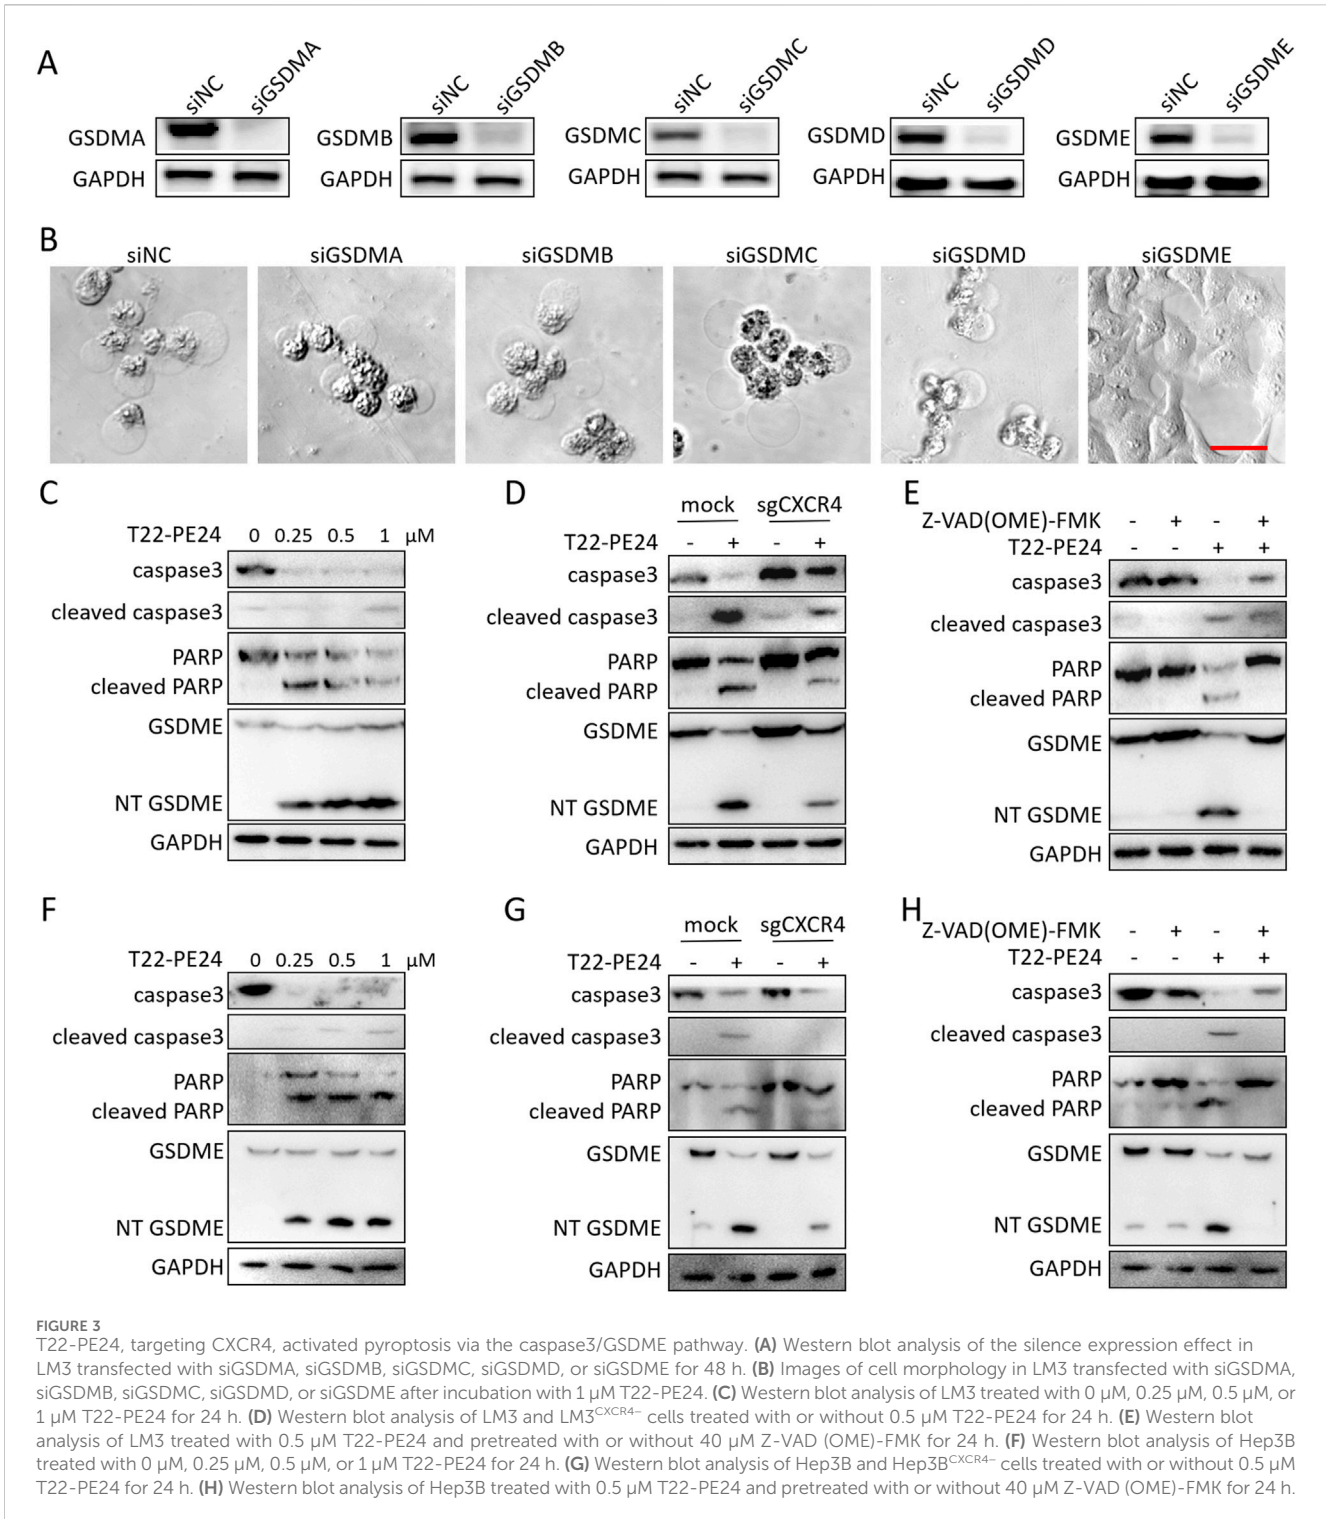 A
siNC siGSDMA siNC siGSDMB siNC siGSDMC siNC siGSDMD siNC siGSDME
GSDMA GSDMB GSDMC GSDMD GSDME
GAPDH GAPDH GAPDH GAPDH GAPDH
B
siNC siGSDMA siGSDMB siGSDMC siGSDMD siGSDME
C
T22-PE24 0 0.25 0.5 1 μM
caspase3
cleaved caspase3
PARP
cleaved PARP
GSDME
NT GSDME
GAPDH
D
mock sgCXCR4
T22-PE24 - + - +
caspase3
cleaved caspase3
PARP
cleaved PARP
GSDME
NT GSDME
GAPDH
E
Z-VAD(OME)-FMK - + - +
T22-PE24 - - + +
caspase3
cleaved caspase3
PARP
cleaved PARP
GSDME
NT GSDME
GAPDH
F
T22-PE24 0 0.25 0.5 1 μM
caspase3
cleaved caspase3
PARP
cleaved PARP
GSDME
NT GSDME
GAPDH
G
mock sgCXCR4
T22-PE24 - + - +
caspase3
cleaved caspase3
PARP
cleaved PARP
GSDME
NT GSDME
GAPDH
H
Z-VAD(OME)-FMK - + - +
T22-PE24 - - + +
caspase3
cleaved caspase3
PARP
cleaved PARP
GSDME
NT GSDME
GAPDH
FIGURE 3
T22-PE24, targeting CXCR4, activated pyroptosis via the caspase3/GSDME pathway. (A) Western blot analysis of the silence expression effect in
LM3 transfected with siGSDMA, siGSDMB, siGSDMC, siGSDMD, or siGSDME for 48 h. (B) Images of cell morphology in LM3 transfected with siGSDMA,
siGSDMB, siGSDMC, siGSDMD, or siGSDME after incubation with 1 μM T22-PE24. (C) Western blot analysis of LM3 treated with 0 μM, 0.25 μM, 0.5 μM, or
1 μM T22-PE24 for 24 h. (D) Western blot analysis of LM3 and LM3CXCR4− cells treated with or without 0.5 μM T22-PE24 for 24 h. (E) Western blot
analysis of LM3 treated with 0.5 μM T22-PE24 and pretreated with or without 40 μM Z-VAD (OME)-FMK for 24 h. (F) Western blot analysis of Hep3B
treated with 0 μM, 0.25 μM, 0.5 μM, or 1 μM T22-PE24 for 24 h. (G) Western blot analysis of Hep3B and Hep3BCXCR4− cells treated with or without 0.5 μM
T22-PE24 for 24 h. (H) Western blot analysis of Hep3B treated with 0.5 μM T22-PE24 and pretreated with or without 40 μM Z-VAD (OME)-FMK for 24 h.